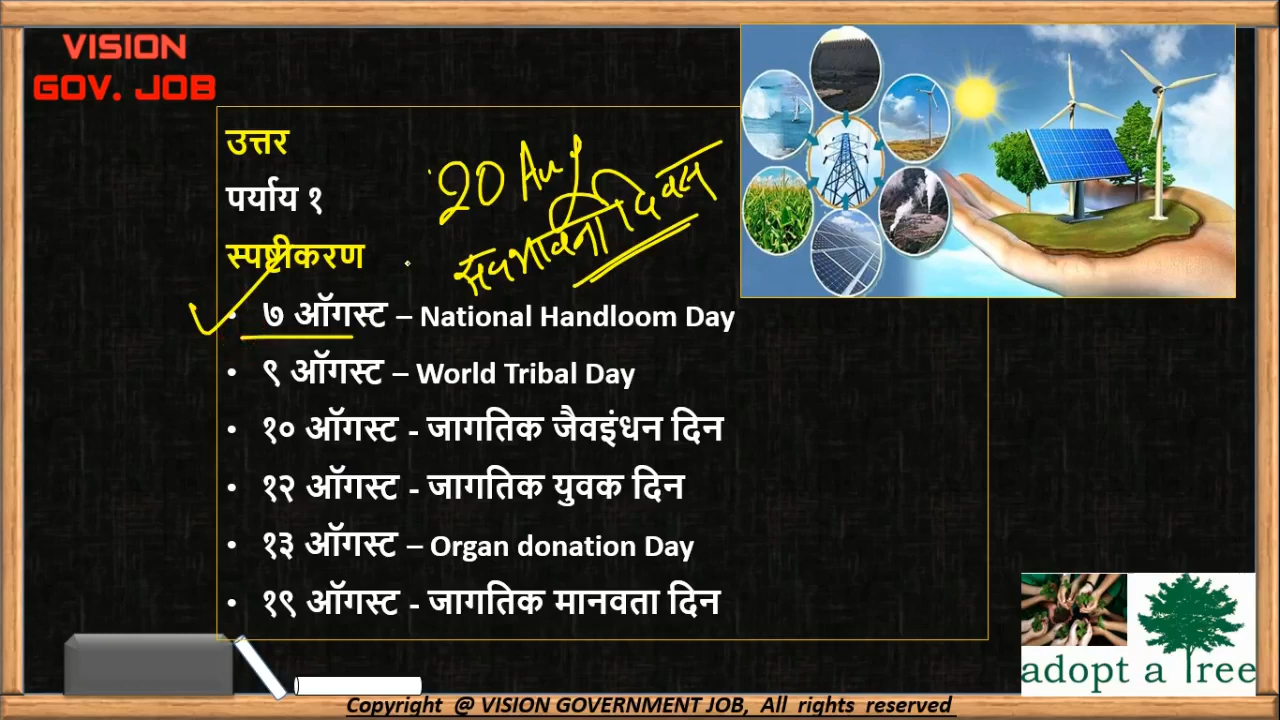 VISION
GOV. JOB
उत्तर
पर्याय १
स्पष्टीकरण
20 Aug
सदभावना दिवस
• ७ ऑगस्ट – National Handloom Day
• ९ ऑगस्ट – World Tribal Day
• १० ऑगस्ट - जागतिक जैवइंधन दिन
• १२ ऑगस्ट - जागतिक युवक दिन
• १३ ऑगस्ट – Organ donation Day
• १९ ऑगस्ट - जागतिक मानवता दिन
adopt a Tree
Copyright @ VISION GOVERNMENT JOB, All rights reserved